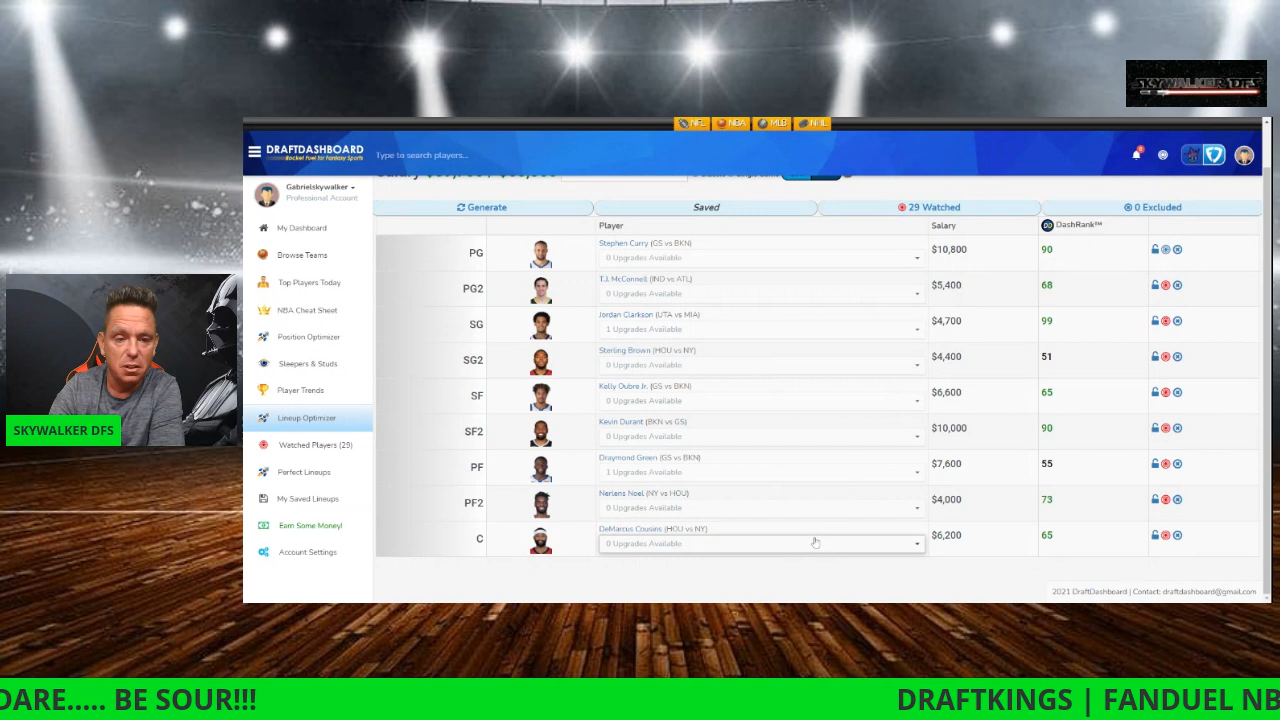 SKYWALKER DFS
NFL NBA MLB NHL
DRAFTDASHBOARD
Rocket Fuel for Fantasy Sports
Type to search players...
Gabrielskywalker
Professional Account
Generate Saved 29 Watched 0 Excluded
Player Salary DashRank™
My Dashboard
Browse Teams
Top Players Today
NBA Cheat Sheet
Position Optimizer
Sleepers & Studs
Player Trends
Lineup Optimizer
Watched Players (29)
Perfect Lineups
My Saved Lineups
Earn Some Money!
Account Settings
PG Stephen Curry (GS vs BKN) $10,800 90
0 Upgrades Available
PG2 T.J. McConnell (IND vs ATL) $5,400 68
0 Upgrades Available
SG Jordan Clarkson (UTA vs MIA) $4,700 99
1 Upgrades Available
SG2 Sterling Brown (HOU vs NY) $4,400 51
0 Upgrades Available
SF Kelly Oubre Jr. (GS vs BKN) $6,600 65
0 Upgrades Available
SF2 Kevin Durant (BKN vs GS) $10,000 90
0 Upgrades Available
PF Draymond Green (GS vs BKN) $7,600 55
1 Upgrades Available
PF2 Nerlens Noel (NY vs HOU) $4,000 73
0 Upgrades Available
C DeMarcus Cousins (HOU vs NY) $6,200 65
0 Upgrades Available
2021 DraftDashboard | Contact: draftdashboard@gmail.com
SKYWALKER DFS
DARE..... BE SOUR!!! DRAFTKINGS | FANDUEL NB